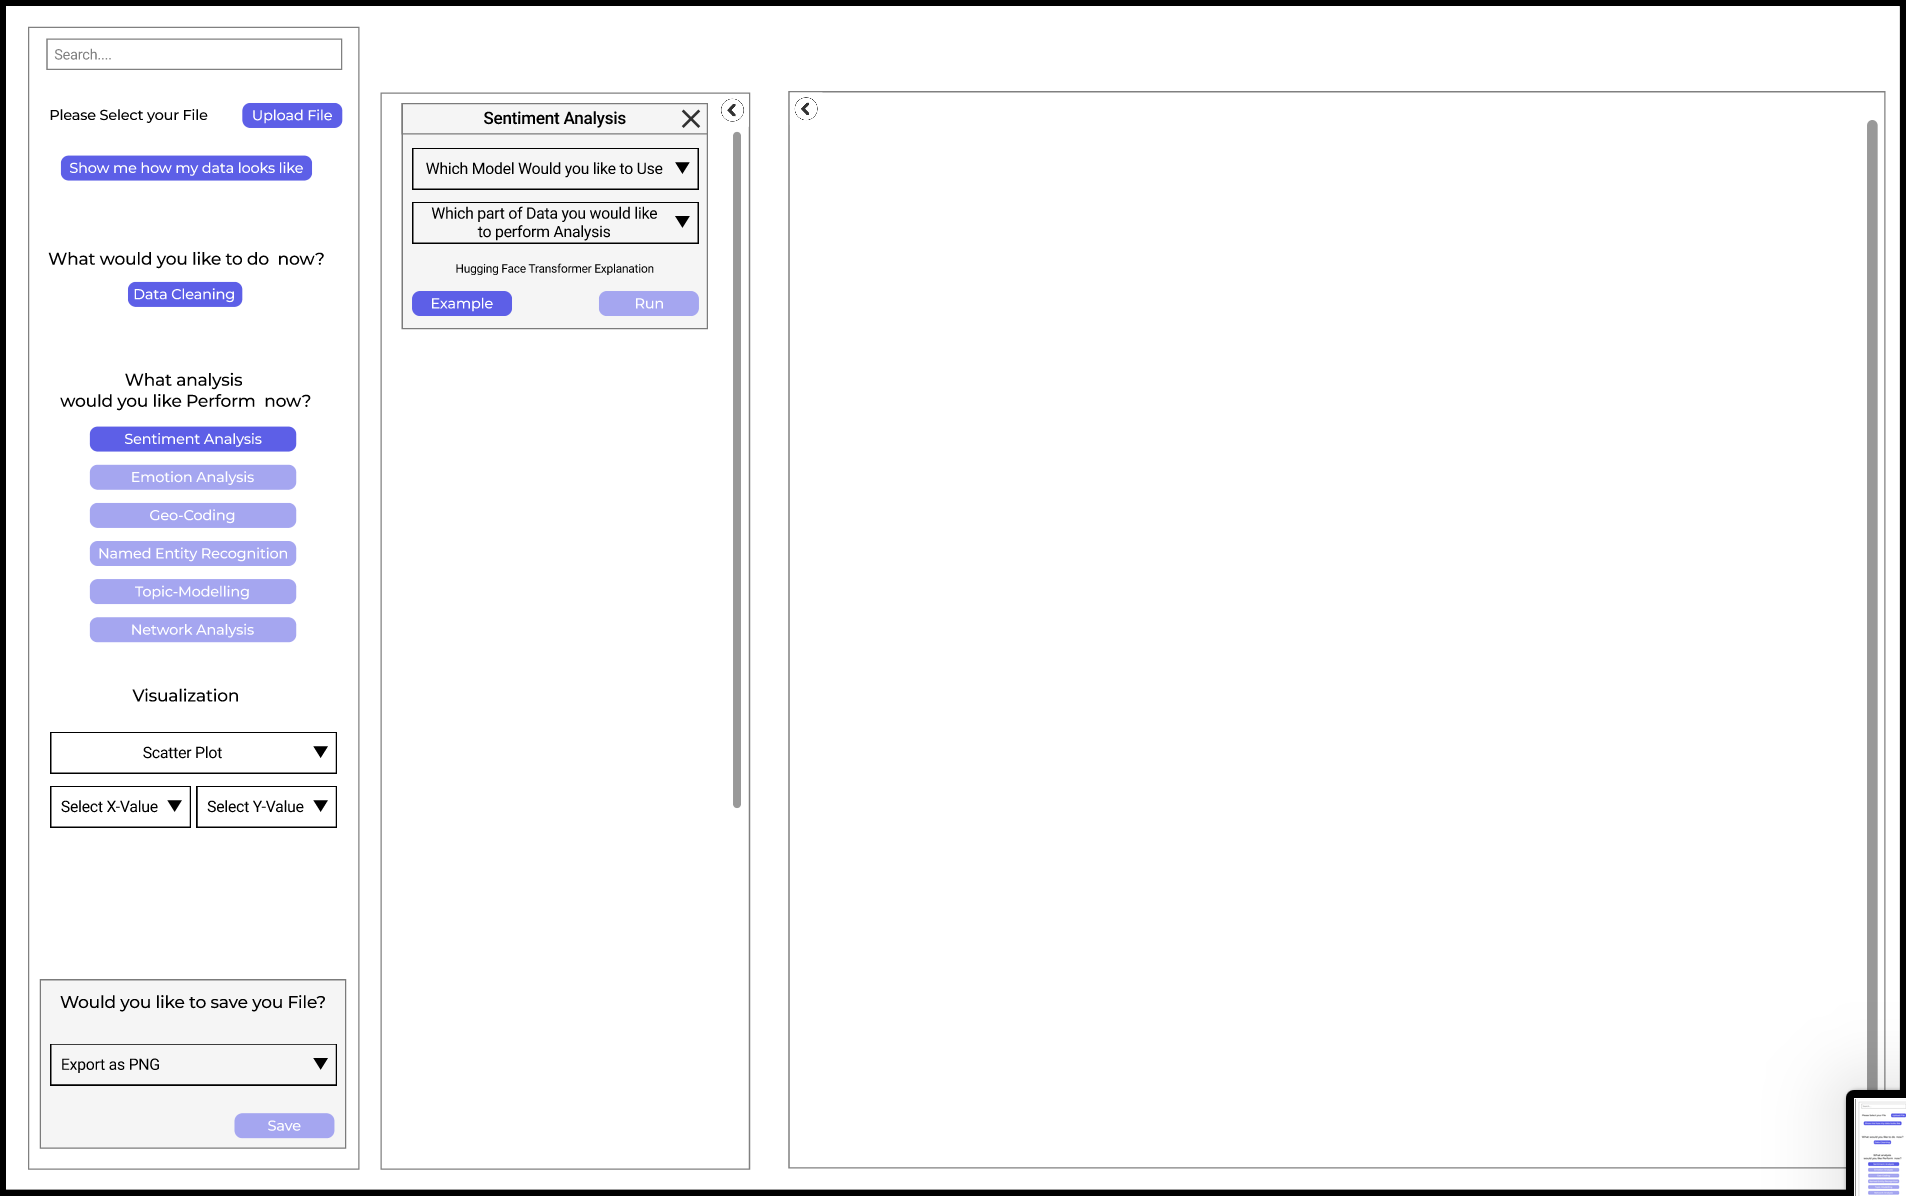 Search....
Please Select your File
Upload File
Show me how my data looks like
What would you like to do now?
Data Cleaning
What analysis
would you like Perform now?
Sentiment Analysis
Emotion Analysis
Geo-Coding
Named Entity Recognition
Topic-Modelling
Network Analysis
Visualization
Scatter Plot
Select X-Value
Select Y-Value
Would you like to save you File?
Export as PNG
Save
Sentiment Analysis
Which Model Would you like to Use
Which part of Data you would like
to perform Analysis
Hugging Face Transformer Explanation
Example
Run